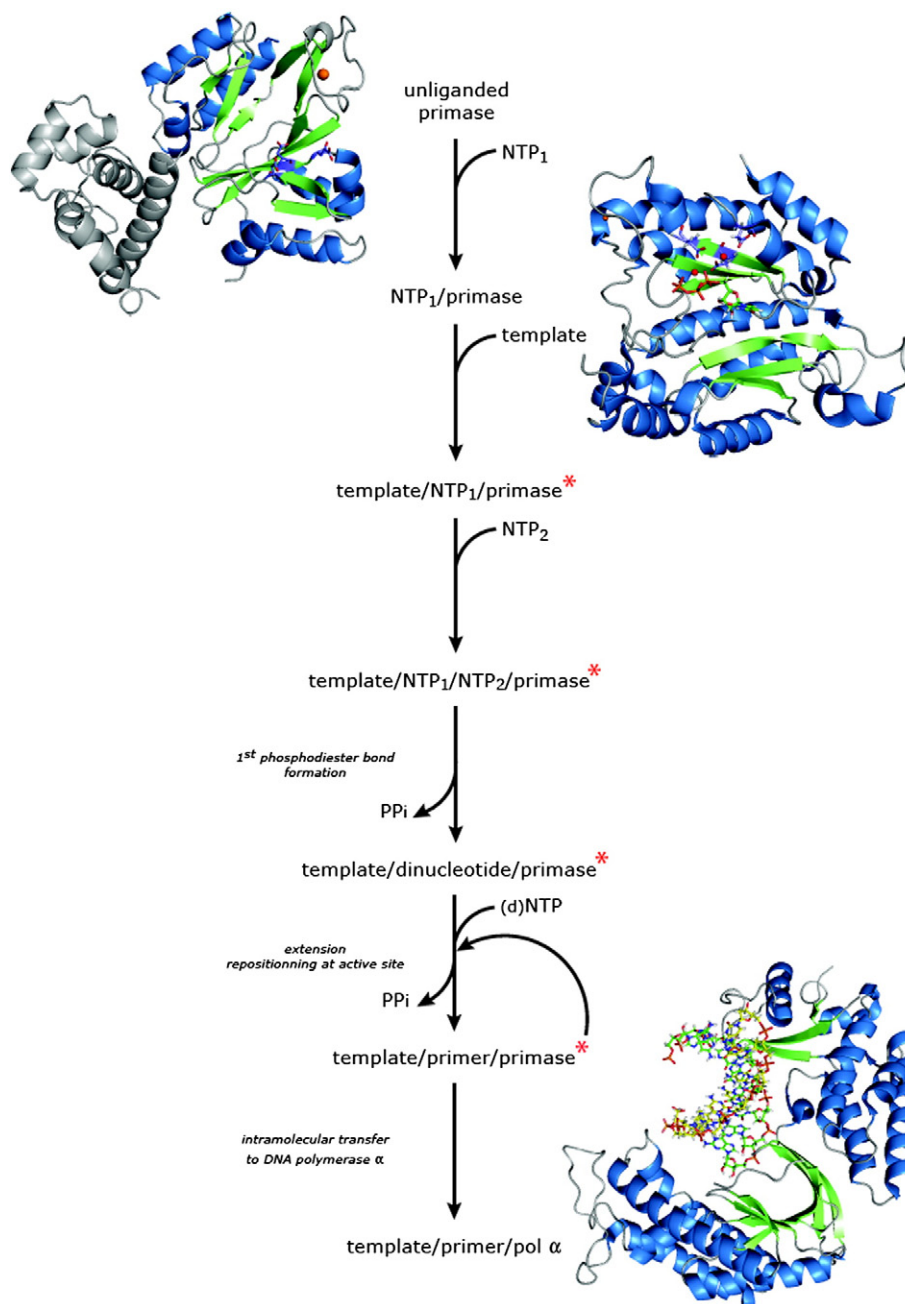 unliganded
primase
NTP₁
NTP₁/primase
template
template/NTP₁/primase*
NTP₂
template/NTP₁/NTP₂/primase*
1st phosphodiester bond
formation
PPi
template/dinucleotide/primase*
(d)NTP
extension
repositionning at active site
PPi
template/primer/primase*
intramolecular transfer
to DNA polymerase α
template/primer/pol α